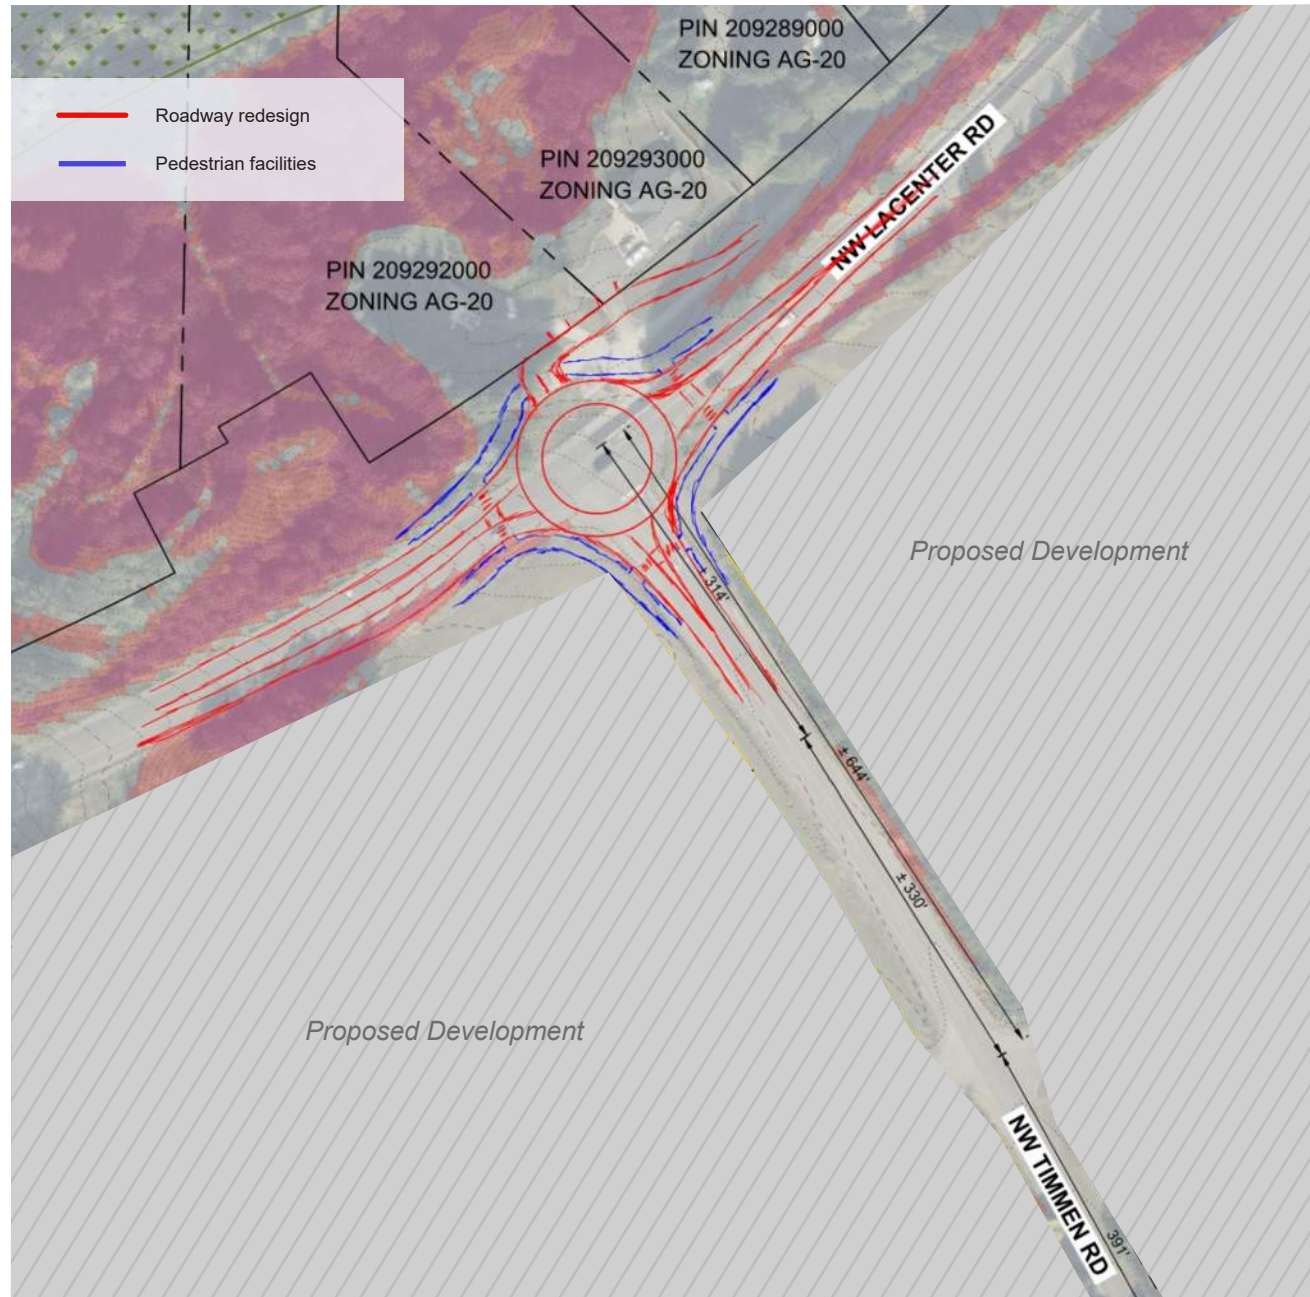 PIN 209289000
ZONING AG-20
Roadway redesign
Pedestrian facilities
PIN 209293000
ZONING AG-20
NW LACENTER RD
PIN 209292000
ZONING AG-20
Proposed Development
± 314'
± 644'
± 330'
Proposed Development
NW TIMMEN RD
391'